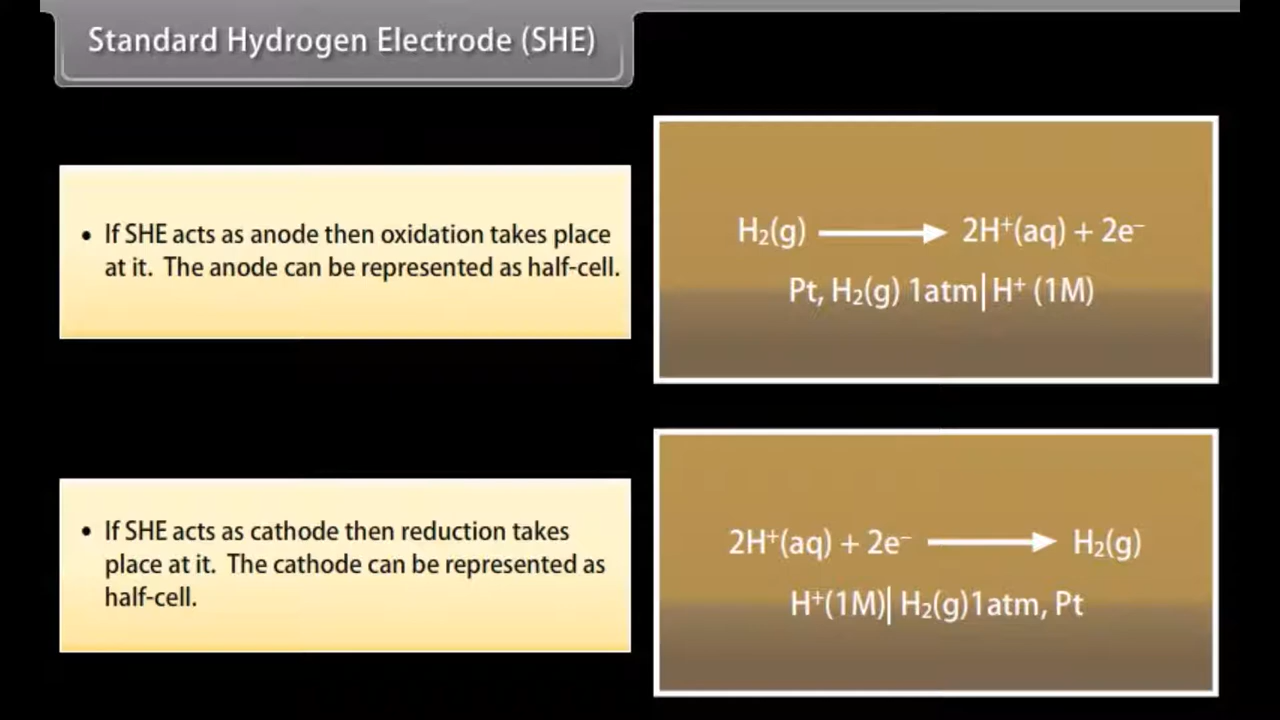 Standard Hydrogen Electrode (SHE)
• If SHE acts as anode then oxidation takes place
at it. The anode can be represented as half-cell.
H₂(g) ⟶ 2H⁺(aq) + 2e⁻
Pt, H₂(g) 1atm|H⁺ (1M)
• If SHE acts as cathode then reduction takes
place at it. The cathode can be represented as
half-cell.
2H⁺(aq) + 2e⁻ ⟶ H₂(g)
H⁺(1M)| H₂(g)1atm, Pt